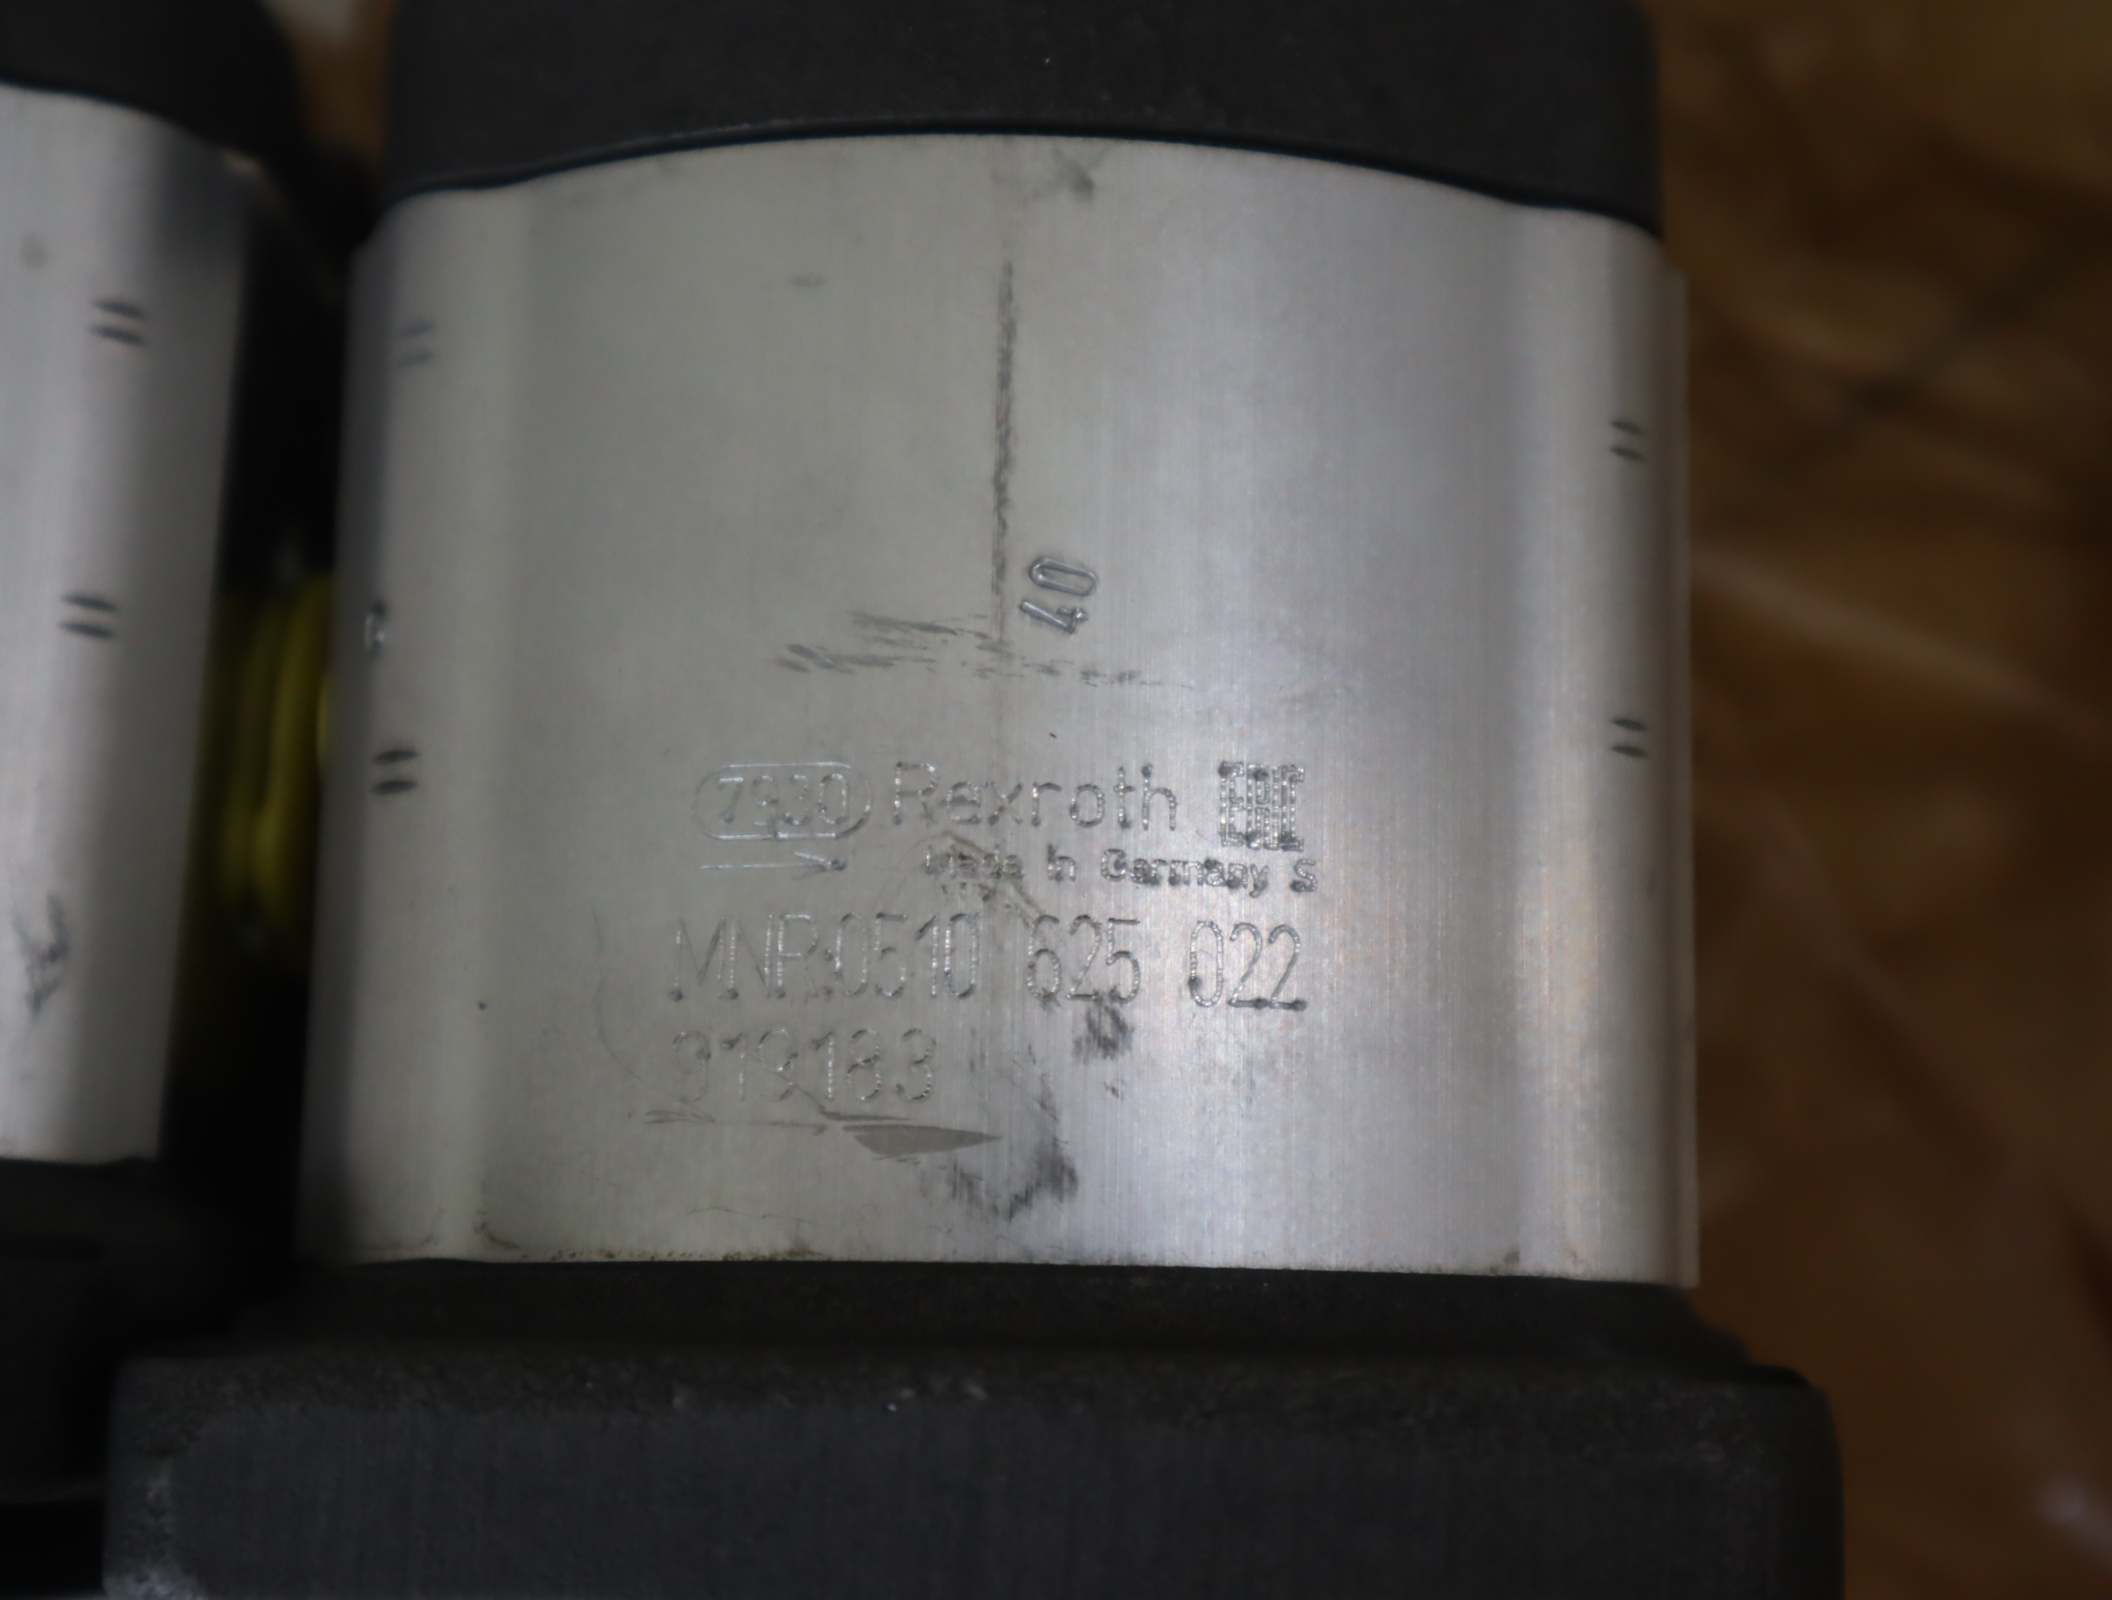 40
7930 Rexroth
Made in Germany S
MNR:0510 625 022
919183